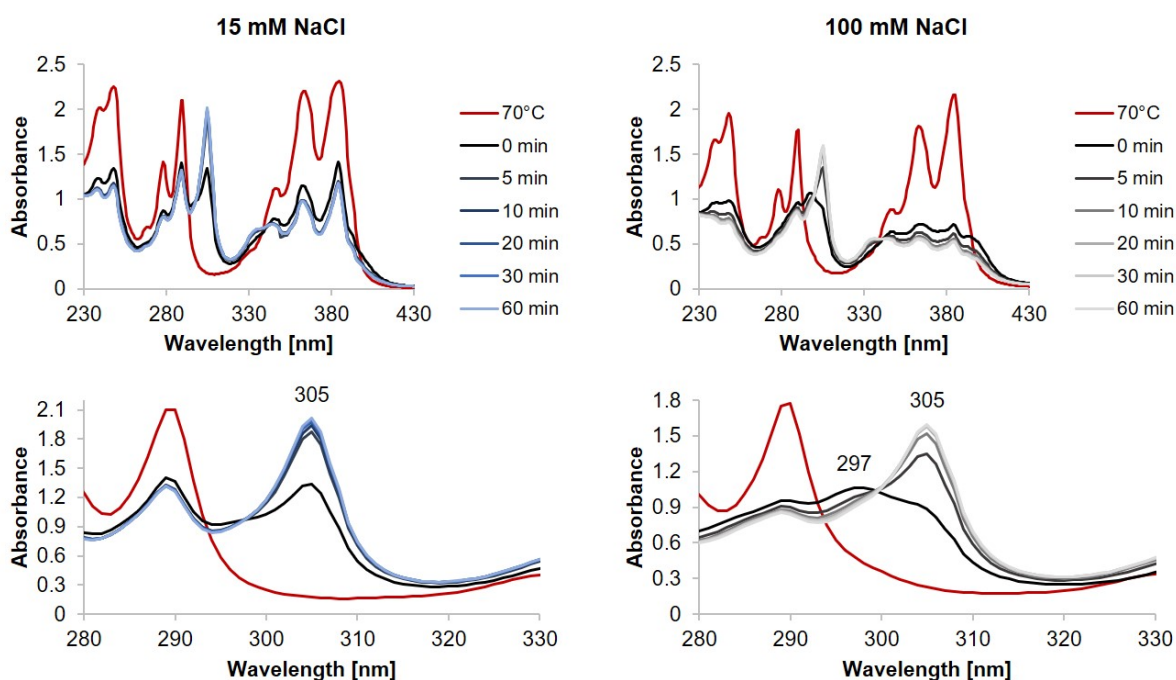 15 mM NaCl
2.5
2
1.5
1
0.5
0
Absorbance
230 280 330 380 430
Wavelength [nm]
70°C
0 min
5 min
10 min
20 min
30 min
60 min
100 mM NaCl
2.5
2
1.5
1
0.5
0
Absorbance
230 280 330 380 430
Wavelength [nm]
70°C
0 min
5 min
10 min
20 min
30 min
60 min
305
2.1
1.8
1.5
1.2
0.9
0.6
0.3
0
Absorbance
280 290 300 310 320 330
Wavelength [nm]
305
297
1.8
1.5
1.2
0.9
0.6
0.3
0
Absorbance
280 290 300 310 320 330
Wavelength [nm]